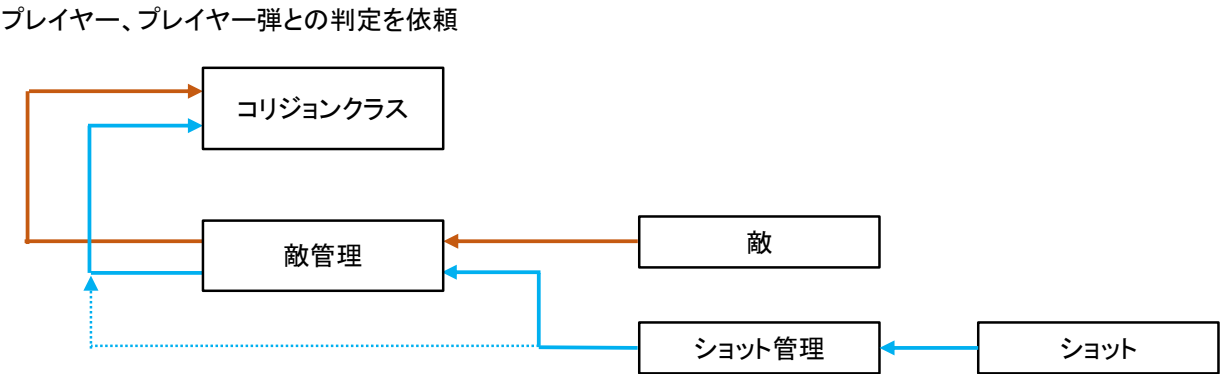 プレイヤー、プレイヤー弾との判定を依頼
コリジョンクラス
敵管理
敵
ショット管理
ショット